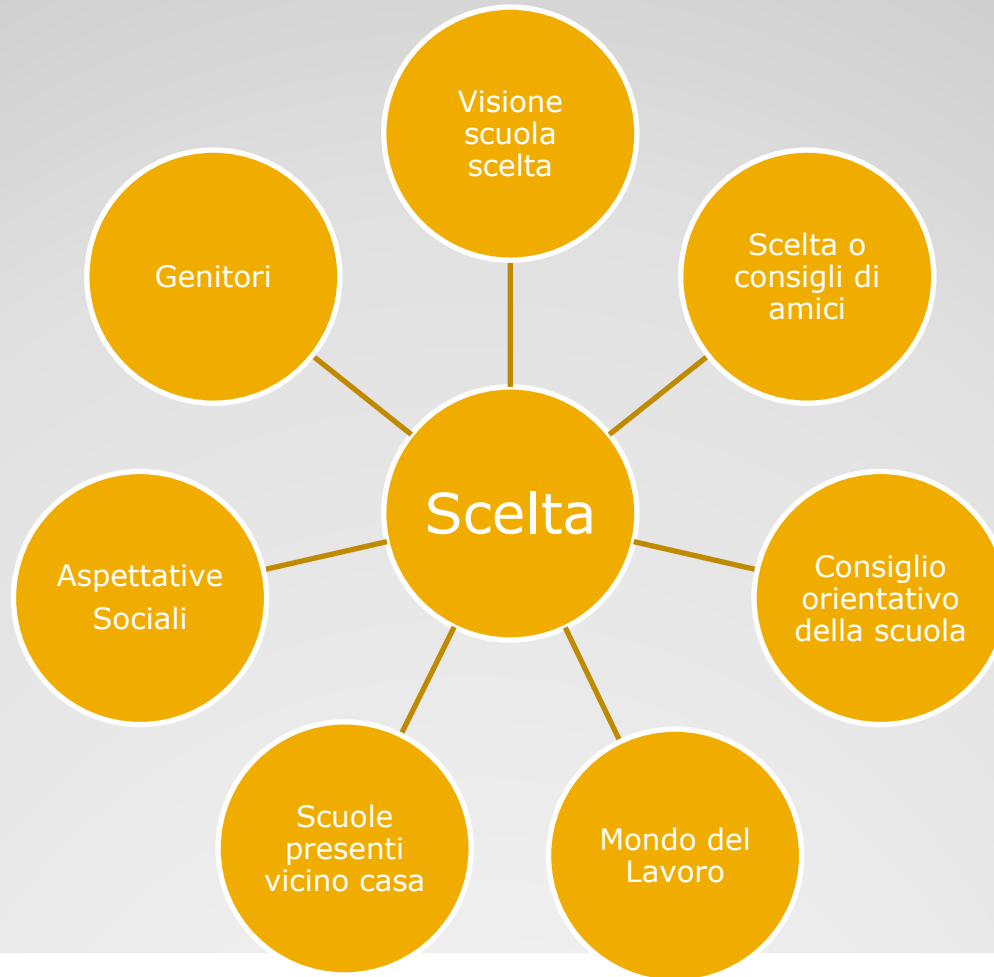 Visione
scuola
scelta
Scelta o
consigli di
amici
Genitori
Scelta
Consiglio
orientativo
della scuola
Aspettative
Sociali
Scuole
presenti
vicino casa
Mondo del
Lavoro